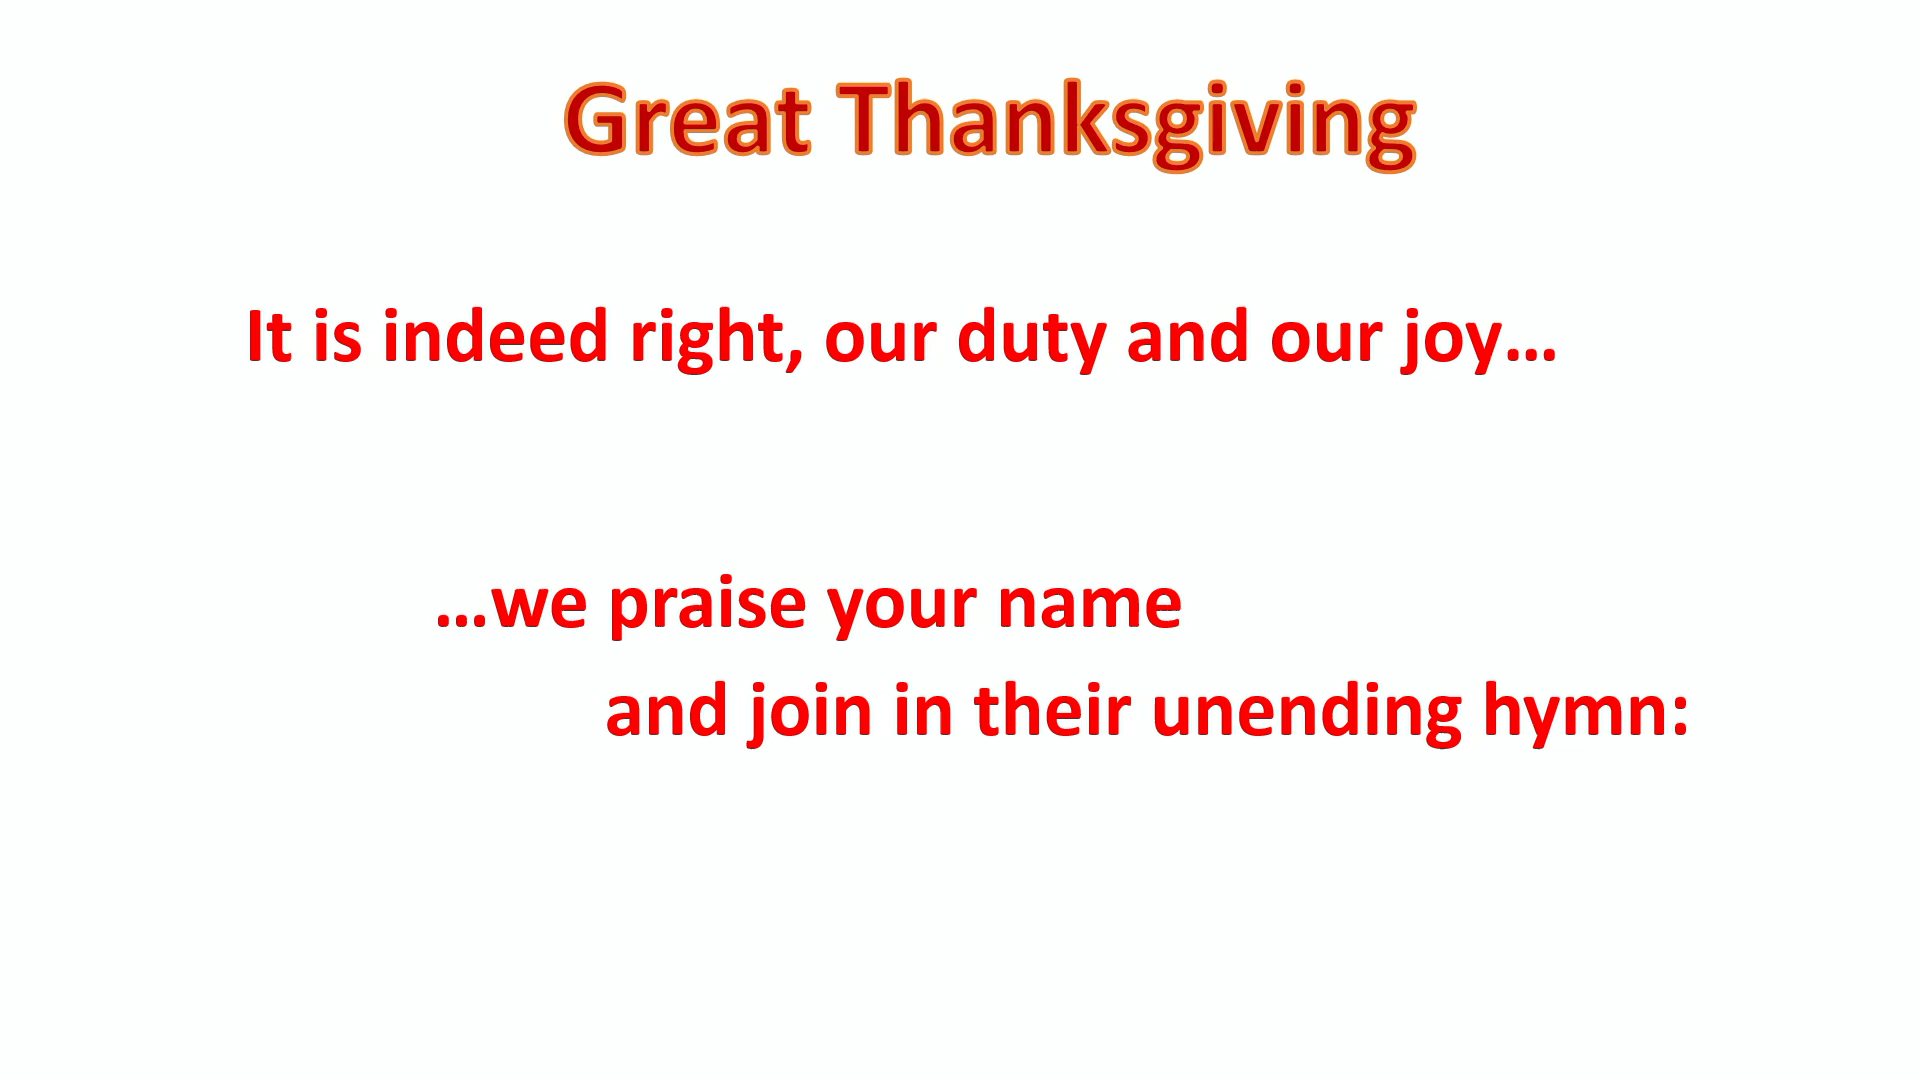 Great Thanksgiving
It is indeed right, our duty and our joy…
…we praise your name
and join in their unending hymn: